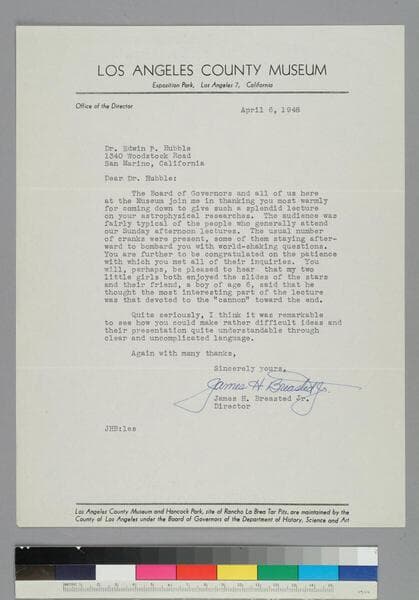 LOS ANGELES COUNTY MUSEUM
Exposition Park, Los Angeles 7, California
Office of the Director
April 6, 1948
Dr. Edwin P. Hubble
1340 Woodstock Road
San Marino, California
Dear Dr. Hubble:
The Board of Governors and all of us here
at the Museum join me in thanking you most warmly
for coming down to give such a splendid lecture
on your astrophysical researches. The audience was
fairly typical of the people who generally attend
our Sunday afternoon lectures. The usual number
of cranks were present, some of them staying after-
ward to bombard you with world-shaking questions.
You are further to be congratulated on the patience
with which you met all of their inquiries. You
will, perhaps, be pleased to hear that my two
little girls both enjoyed the slides of the stars
and their friend, a boy of age 6, said that he
thought the most interesting part of the lecture
was that devoted to the "cannon" toward the end.
Quite seriously, I think it was remarkable
to see how you could make rather difficult ideas and
their presentation quite understandable through
clear and uncomplicated language.
Again with many thanks,
Sincerely yours,
James H. Breasted Jr.
James H. Breasted Jr.
Director
JHB:les
Los Angeles County Museum and Hancock Park, site of Rancho La Brea Tar Pits, are maintained by the
County of Los Angeles under the Board of Governors of the Department of History, Science and Art